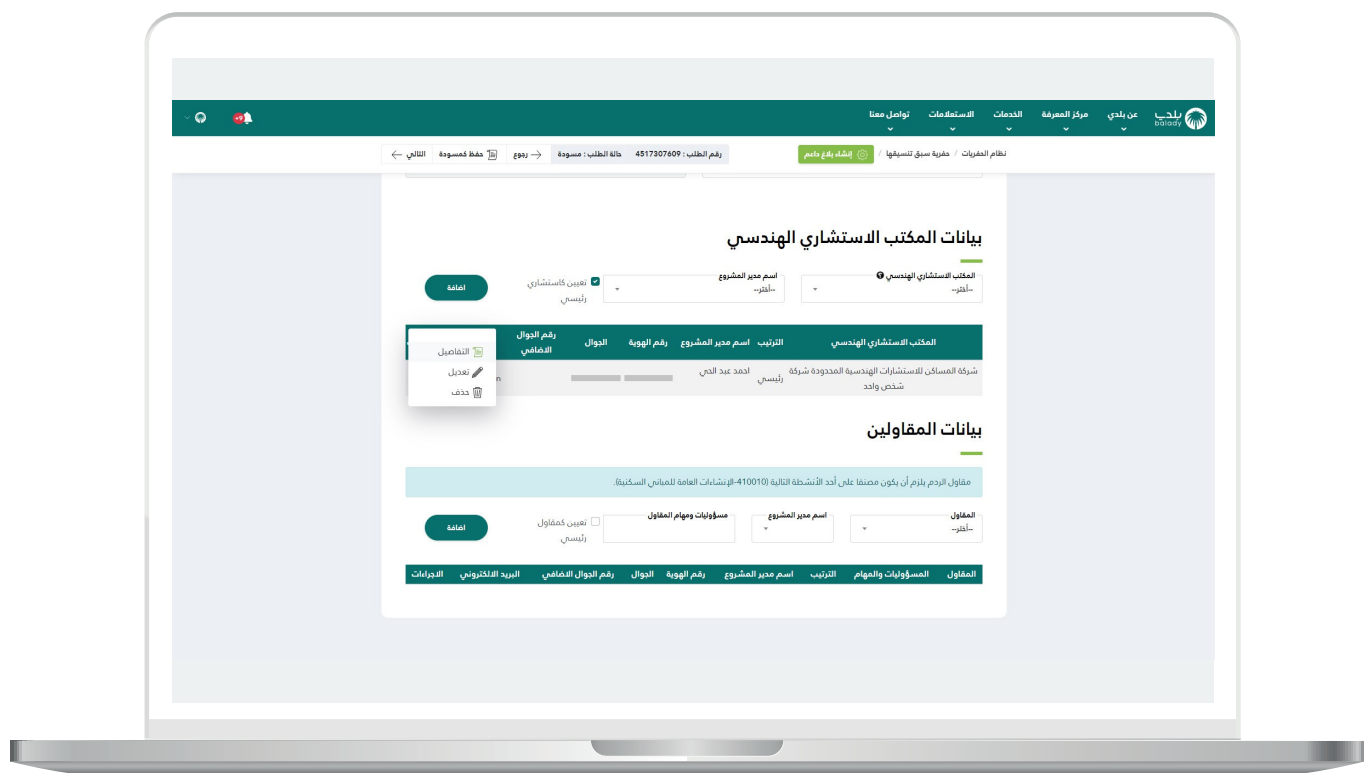 بلدي
balady
عن بلدي
مركز المعرفة
الخدمات
الاستعلامات
تواصل معنا
+9
نظام الحفريات / حفرية سبق تنسيقها /
إنشاء بلاغ داعم
رقم الطلب : 4517307609
حالة الطلب : مسودة
رجوع
حفظ كمسودة
التالي
بيانات المكتب الاستشاري الهندسي
المكتب الاستشاري الهندسي
--أختر--
اسم مدير المشروع
--أختر--
تعيين كاستشاري
رئيسي
اضافة
المكتب الاستشاري الهندسي
الترتيب
اسم مدير المشروع
رقم الهوية
الجوال
رقم الجوال
الاضافي
شركة المساكن للاستشارات الهندسية المحدودة شركة
شخص واحد
رئيسي
احمد عبد الحي
n
التفاصيل
تعديل
حذف
بيانات المقاولين
مقاول الردم يلزم أن يكون مصنفا على أحد الأنشطة التالية (410010-الإنشاءات العامة للمباني السكنية).
المقاول
--أختر--
اسم مدير المشروع
مسؤوليات ومهام المقاول
تعيين كمقاول
رئيسي
اضافة
المقاول
المسؤوليات والمهام
الترتيب
اسم مدير المشروع
رقم الهوية
الجوال
رقم الجوال الاضافي
البريد الالكتروني
الاجراءات